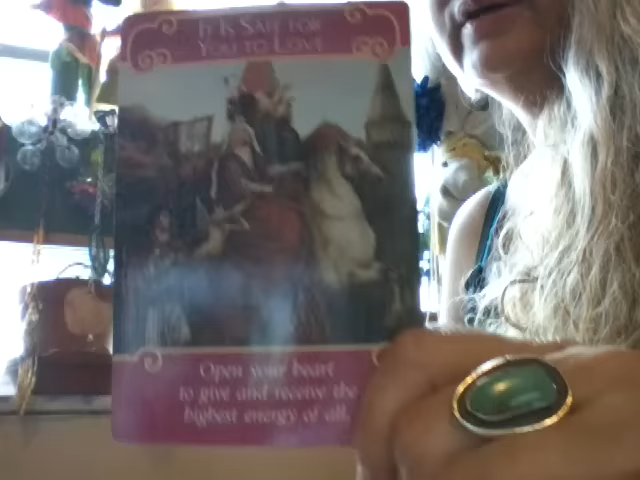 It Is Safe for
You to Love
Open your heart
to give and receive the
highest energy of all.